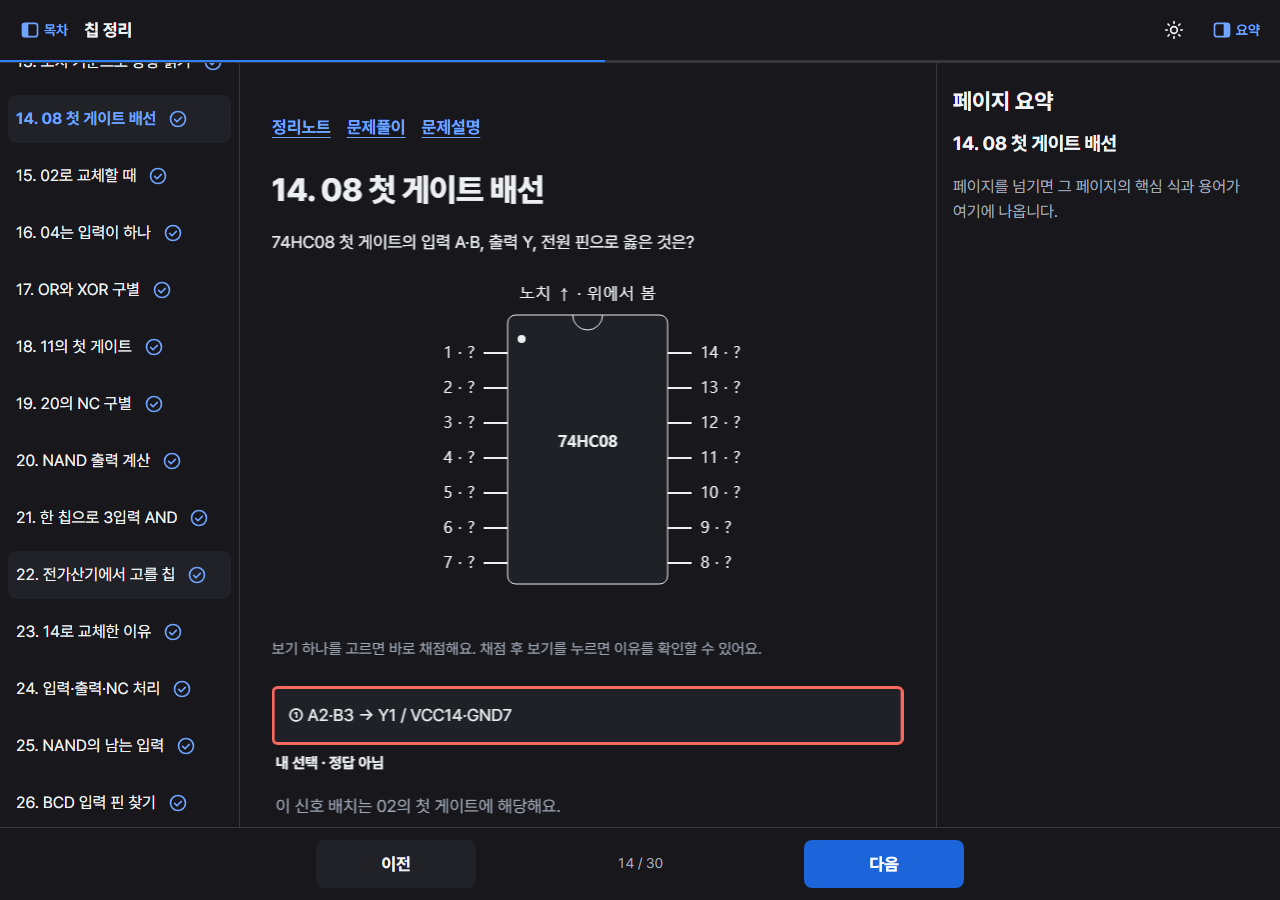 목차
칩 정리
요약
13. 노치 기준으로 방향 읽기
14. 08 첫 게이트 배선
15. 02로 교체할 때
16. 04는 입력이 하나
17. OR와 XOR 구별
18. 11의 첫 게이트
19. 20의 NC 구별
20. NAND 출력 계산
21. 한 칩으로 3입력 AND
22. 전가산기에서 고를 칩
23. 14로 교체한 이유
24. 입력·출력·NC 처리
25. NAND의 남는 입력
26. BCD 입력 핀 찾기
정리노트 문제풀이 문제설명
14. 08 첫 게이트 배선
74HC08 첫 게이트의 입력 A·B, 출력 Y, 전원 핀으로 옳은 것은?
노치 ↑ · 위에서 봄
1 · ? 14 · ?
2 · ? 13 · ?
3 · ? 12 · ?
74HC08
4 · ? 11 · ?
5 · ? 10 · ?
6 · ? 9 · ?
7 · ? 8 · ?
보기 하나를 고르면 바로 채점해요. 채점 후 보기를 누르면 이유를 확인할 수 있어요.
① A2·B3 → Y1 / VCC14·GND7
내 선택 · 정답 아님
이 신호 배치는 02의 첫 게이트에 해당해요.
페이지 요약
14. 08 첫 게이트 배선
페이지를 넘기면 그 페이지의 핵심 식과 용어가
여기에 나옵니다.
이전
14 / 30
다음